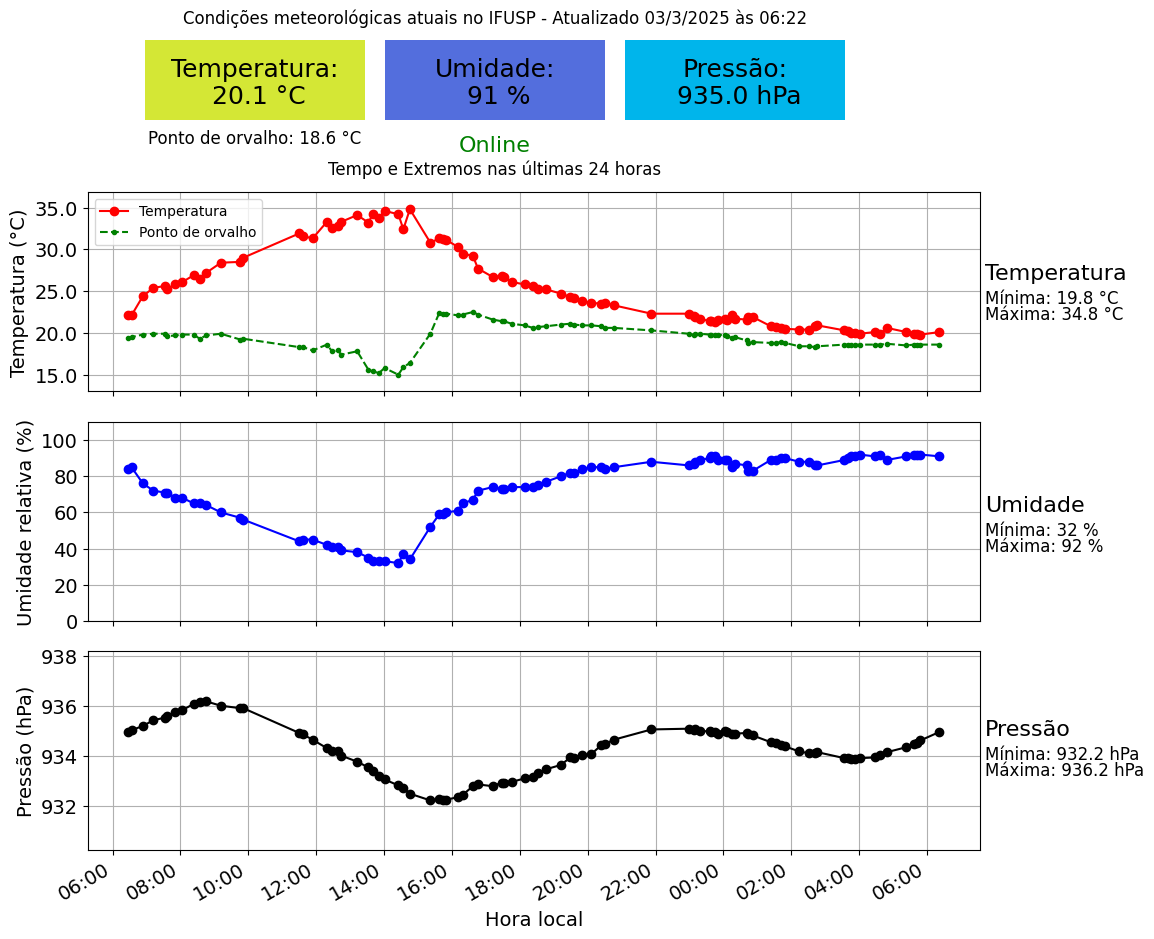 Condições meteorológicas atuais no IFUSP - Atualizado 03/3/2025 às 06:22
Temperatura:
20.1 °C
Umidade:
91 %
Pressão:
935.0 hPa
Ponto de orvalho: 18.6 °C
Online
Tempo e Extremos nas últimas 24 horas
Temperatura (°C)
35.0
30.0
25.0
20.0
15.0
Temperatura
Ponto de orvalho
Temperatura
Mínima: 19.8 °C
Máxima: 34.8 °C
Umidade relativa (%)
100
80
60
40
20
0
Umidade
Mínima: 32 %
Máxima: 92 %
Pressão (hPa)
938
936
934
932
Pressão
Mínima: 932.2 hPa
Máxima: 936.2 hPa
06:00 08:00 10:00 12:00 14:00 16:00 18:00 20:00 22:00 00:00 02:00 04:00 06:00
Hora local